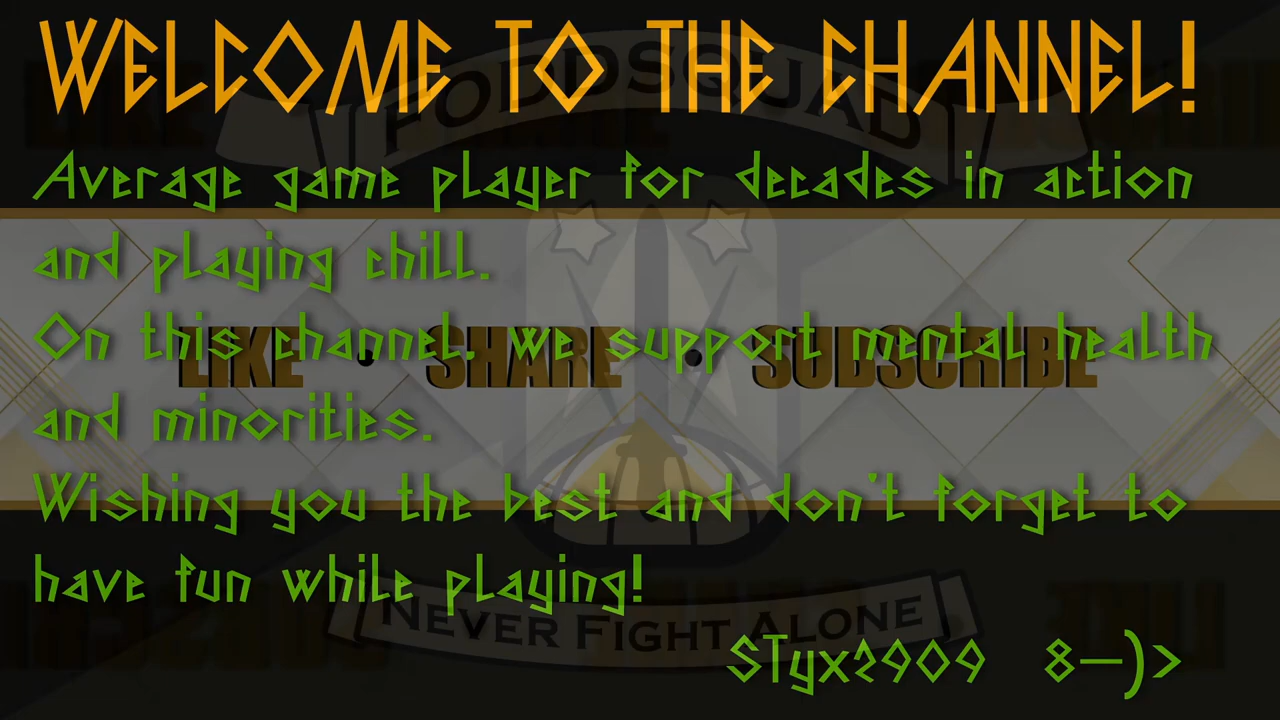 WELCOME TO THE CHANNEL!
FODDSQUAD
Average game player for decades in action
and playing chill.
On this channel. we support mental health
LIKE • SHARE • SUBSCRIBE
and minorities.
Wishing you the best and don't forget to
have fun while playing!
NEVER FIGHT ALONE
STyx2909 8—)>